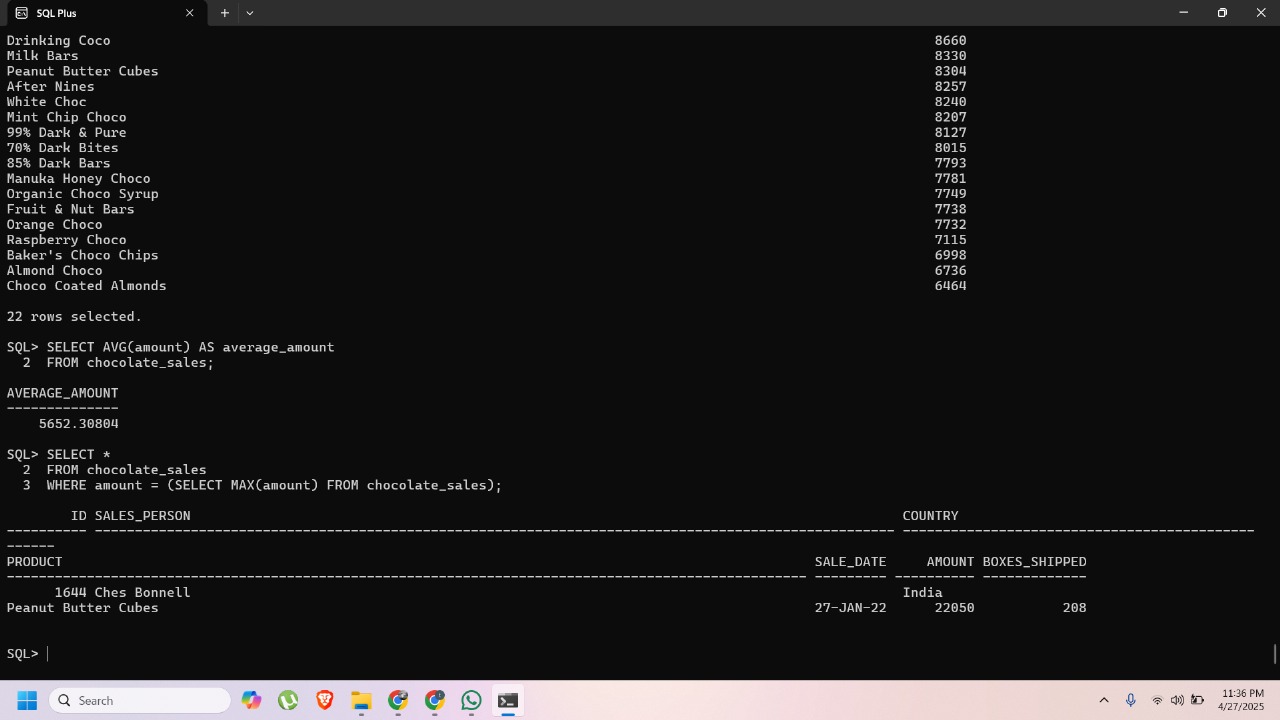 SQL Plus
Drinking Coco 8660
Milk Bars 8330
Peanut Butter Cubes 8304
After Nines 8257
White Choc 8240
Mint Chip Choco 8207
99% Dark & Pure 8127
70% Dark Bites 8015
85% Dark Bars 7793
Manuka Honey Choco 7781
Organic Choco Syrup 7749
Fruit & Nut Bars 7738
Orange Choco 7732
Raspberry Choco 7115
Baker's Choco Chips 6998
Almond Choco 6736
Choco Coated Almonds 6464
22 rows selected.
SQL> SELECT AVG(amount) AS average_amount
2 FROM chocolate_sales;
AVERAGE_AMOUNT
--------------
5652.30804
SQL> SELECT *
2 FROM chocolate_sales
3 WHERE amount = (SELECT MAX(amount) FROM chocolate_sales);
ID SALES_PERSON COUNTRY
---------- ---------------------------------------------------------------------------------------------------- --------------------------------------------
------
PRODUCT SALE_DATE AMOUNT BOXES_SHIPPED
---------------------------------------------------------------------------------------------------- --------- ---------- -------------
1644 Ches Bonnell India
Peanut Butter Cubes 27-JAN-22 22050 208
SQL>
Search
11:36 PM
4/27/2025